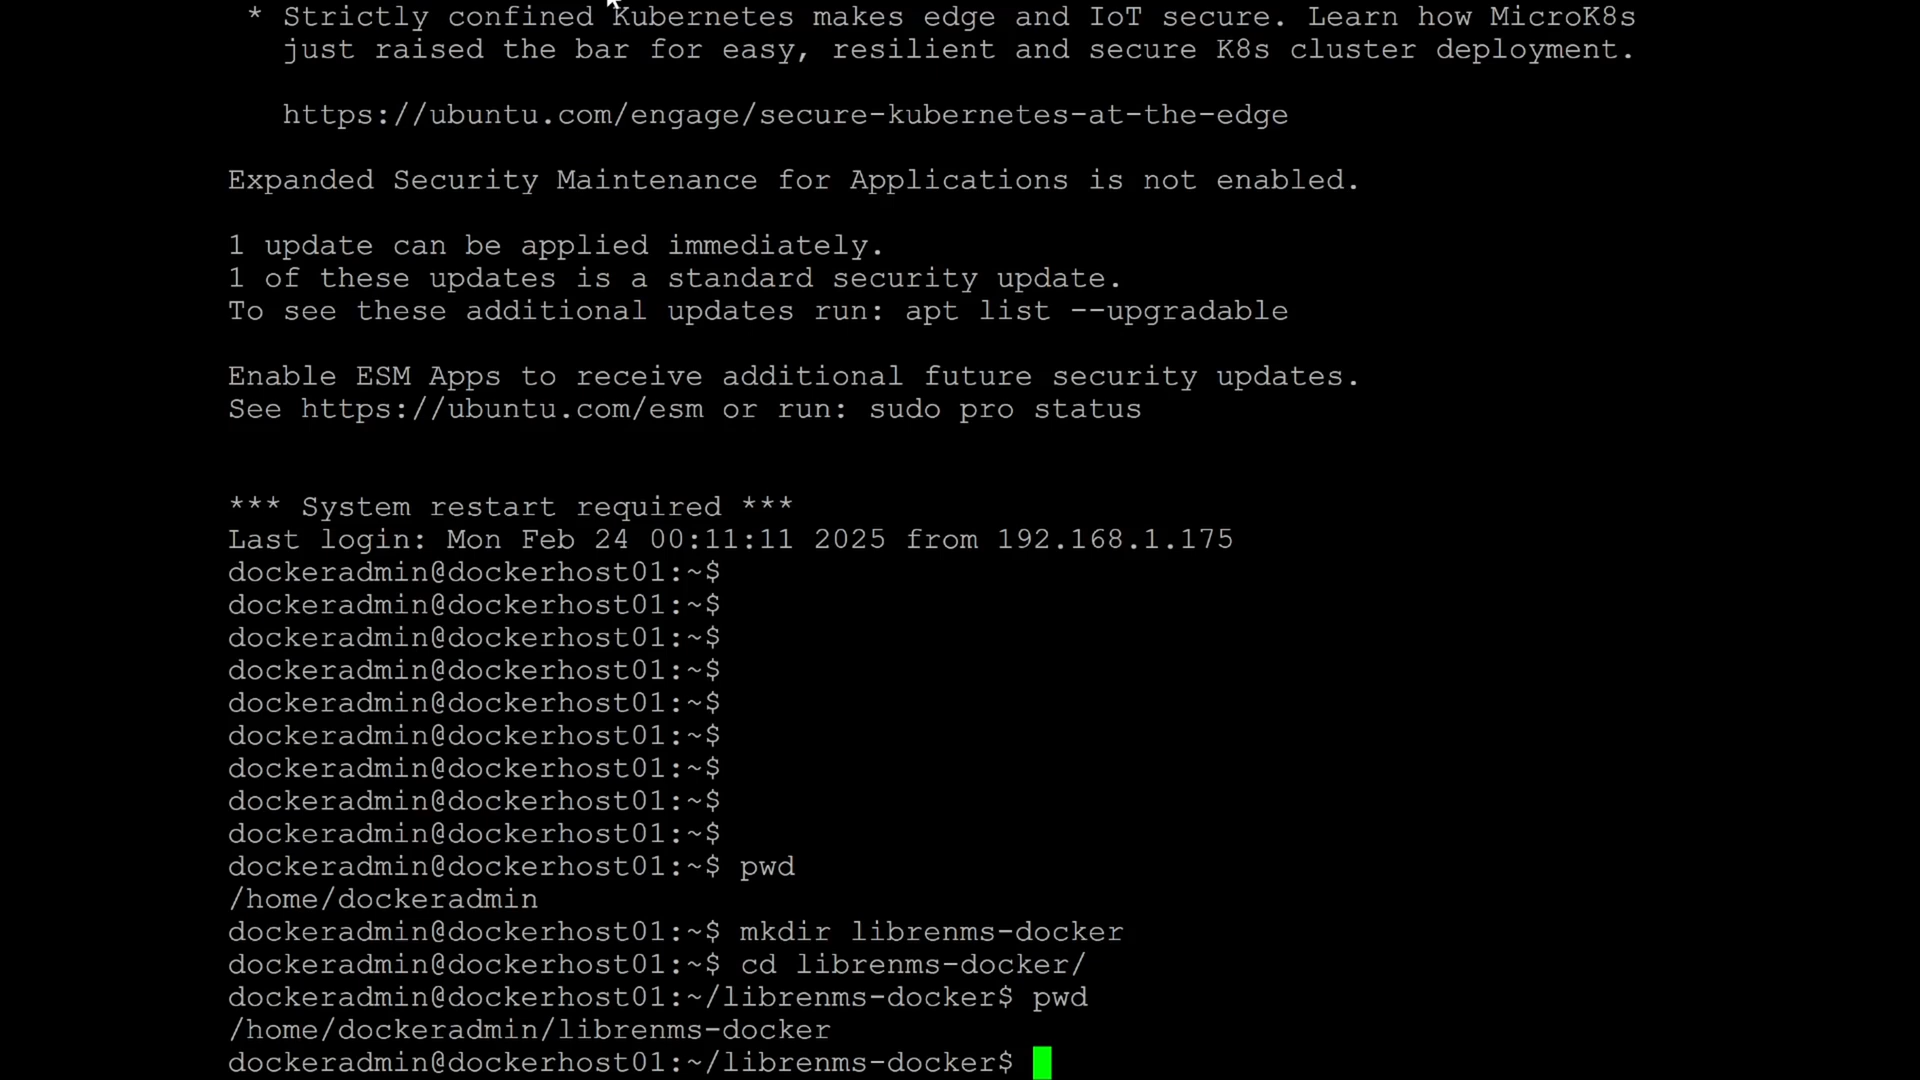 * Strictly confined Kubernetes makes edge and IoT secure. Learn how MicroK8s
just raised the bar for easy, resilient and secure K8s cluster deployment.
https://ubuntu.com/engage/secure-kubernetes-at-the-edge
Expanded Security Maintenance for Applications is not enabled.
1 update can be applied immediately.
1 of these updates is a standard security update.
To see these additional updates run: apt list --upgradable
Enable ESM Apps to receive additional future security updates.
See https://ubuntu.com/esm or run: sudo pro status
*** System restart required ***
Last login: Mon Feb 24 00:11:11 2025 from 192.168.1.175
dockeradmin@dockerhost01:~$
dockeradmin@dockerhost01:~$
dockeradmin@dockerhost01:~$
dockeradmin@dockerhost01:~$
dockeradmin@dockerhost01:~$
dockeradmin@dockerhost01:~$
dockeradmin@dockerhost01:~$
dockeradmin@dockerhost01:~$
dockeradmin@dockerhost01:~$
dockeradmin@dockerhost01:~$ pwd
/home/dockeradmin
dockeradmin@dockerhost01:~$ mkdir librenms-docker
dockeradmin@dockerhost01:~$ cd librenms-docker/
dockeradmin@dockerhost01:~/librenms-docker$ pwd
/home/dockeradmin/librenms-docker
dockeradmin@dockerhost01:~/librenms-docker$